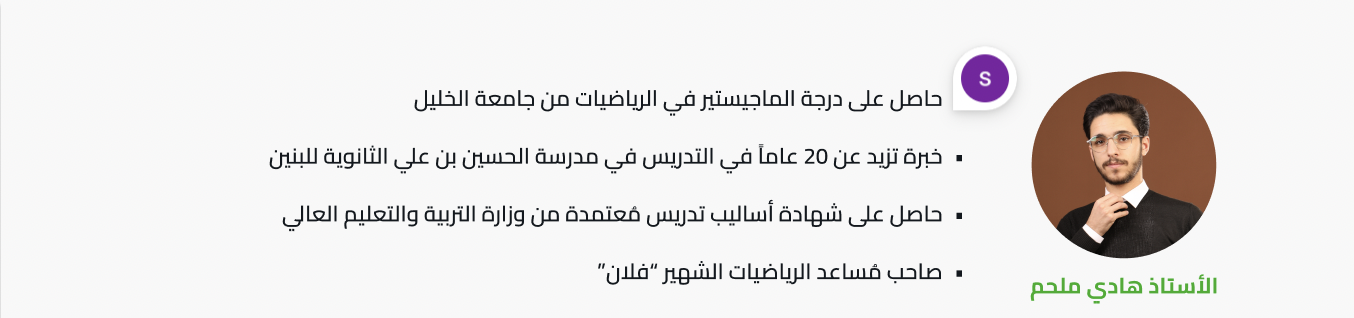 S
حاصل على درجة الماجيستير في الرياضيات من جامعة الخليل
▪ خبرة تزيد عن 20 عاماً في التدريس في مدرسة الحسين بن علي الثانوية للبنين
▪ حاصل على شهادة أساليب تدريس مُعتمدة من وزارة التربية والتعليم العالي
▪ صاحب مُساعد الرياضيات الشهير “فلان”
الأستاذ هادي ملحم